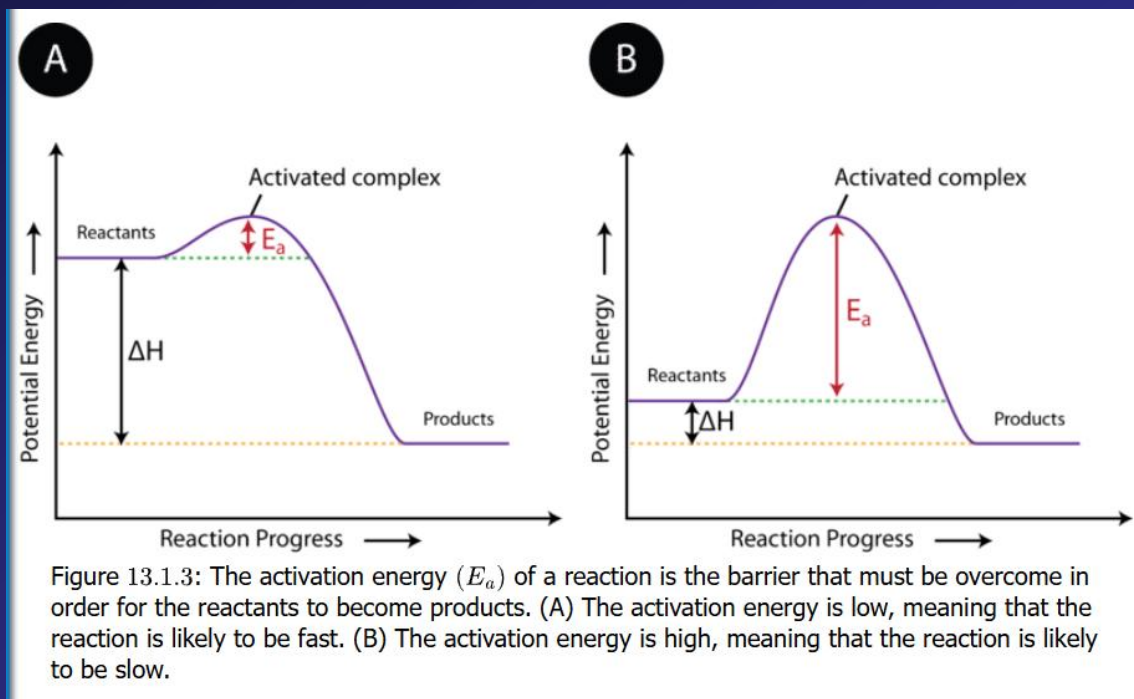 A
B
Activated complex
Activated complex
Reactants
Ea
Ea
Potential Energy
ΔH
Potential Energy
Reactants
ΔH
Products
Products
Reaction Progress
Reaction Progress
Figure 13.1.3: The activation energy (Ea) of a reaction is the barrier that must be overcome in
order for the reactants to become products. (A) The activation energy is low, meaning that the
reaction is likely to be fast. (B) The activation energy is high, meaning that the reaction is likely
to be slow.